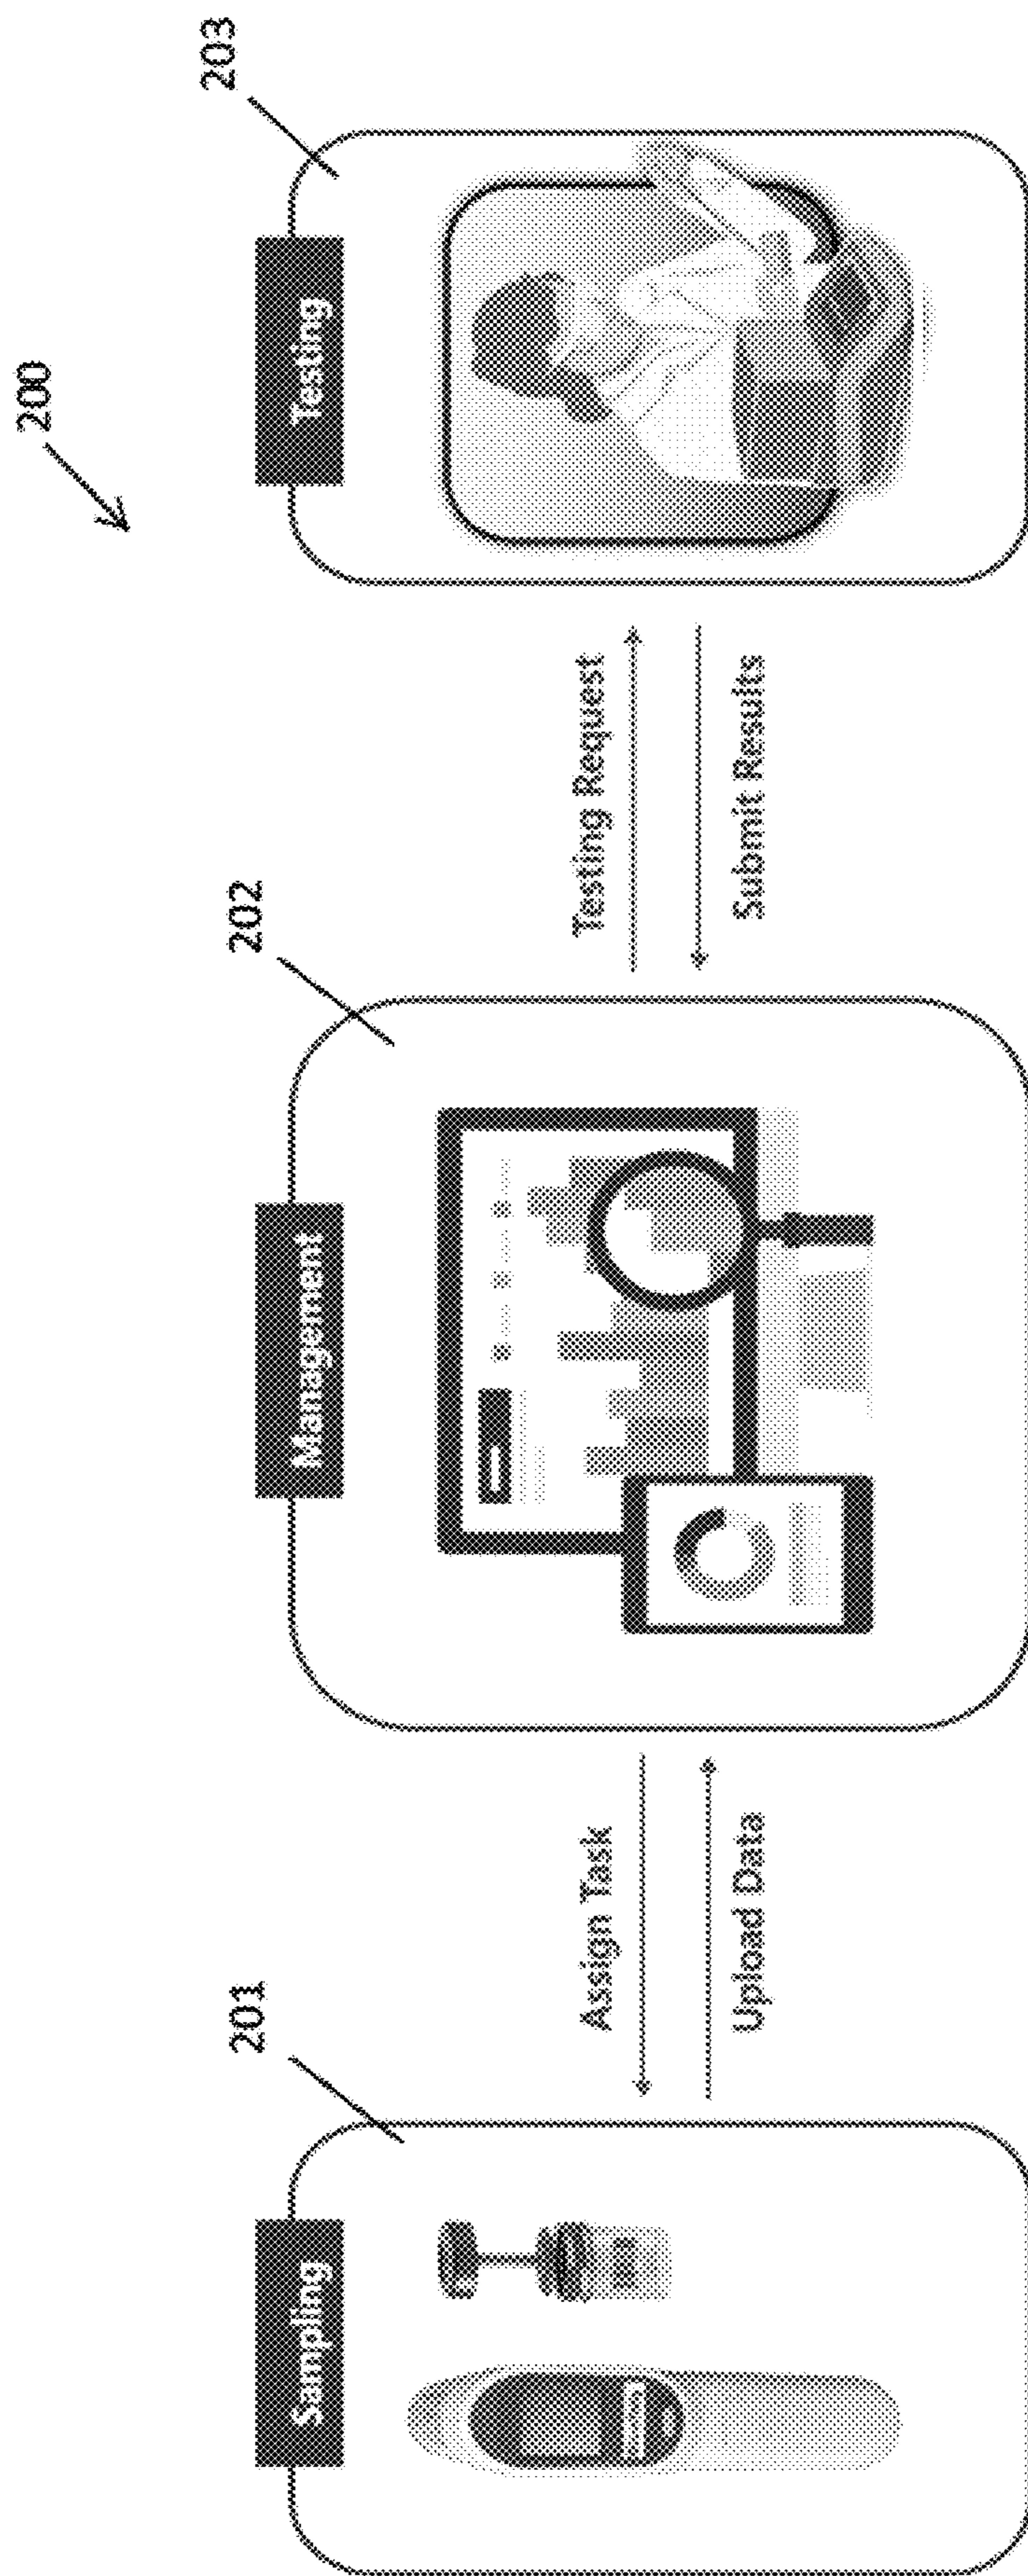 200
203
Testing
202
Management
Testing Request
Submit Results
201
Sampling
Assign Task
Upload Data